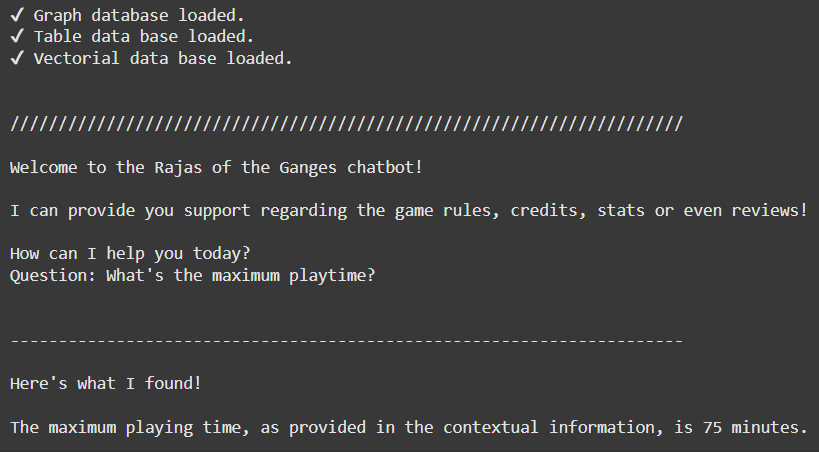 ✓ Graph database loaded.
✓ Table data base loaded.
✓ Vectorial data base loaded.
//////////////////////////////////////////////////////////////////////
Welcome to the Rajas of the Ganges chatbot!
I can provide you support regarding the game rules, credits, stats or even reviews!
How can I help you today?
Question: What's the maximum playtime?
----------------------------------------------------------------------
Here's what I found!
The maximum playing time, as provided in the contextual information, is 75 minutes.